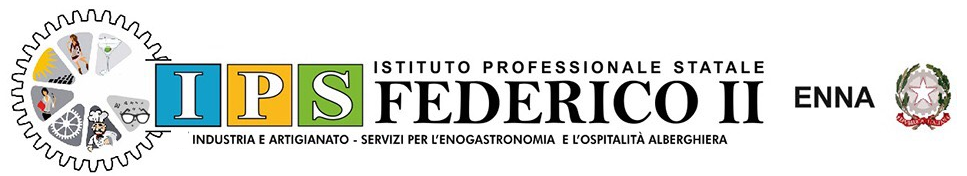 IPS
ISTITUTO PROFESSIONALE STATALE
FEDERICO II
ENNA
INDUSTRIA E ARTIGIANATO - SERVIZI PER L'ENOGASTRONOMIA E L'OSPITALITÀ ALBERGHIERA